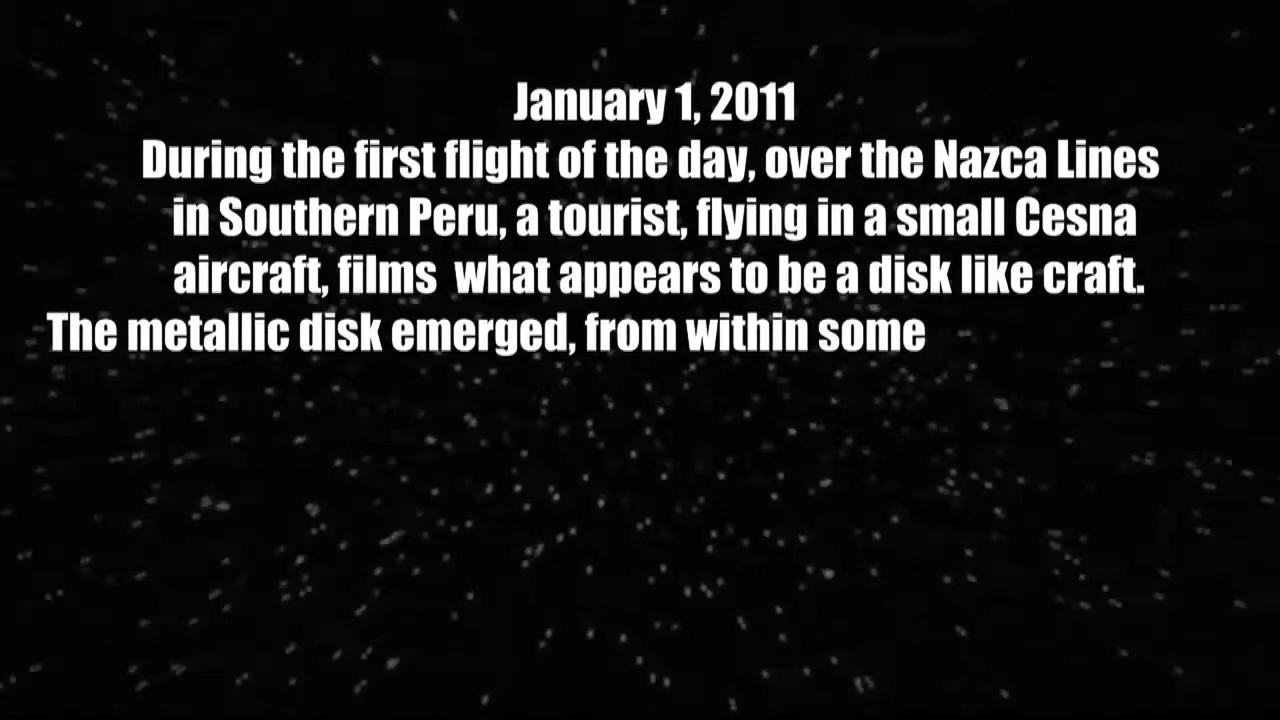 January 1, 2011
During the first flight of the day, over the Nazca Lines
in Southern Peru, a tourist, flying in a small Cesna
aircraft, films  what appears to be a disk like craft.
The metallic disk emerged, from within some